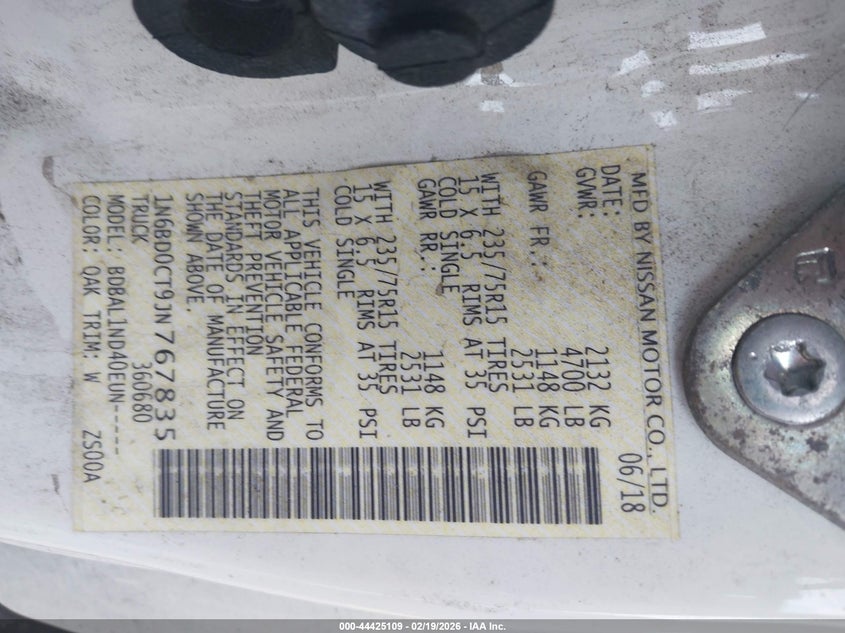 MFD BY NISSAN MOTOR CO., LTD.
DATE: 06/18
GVWR: 2132 KG
4700 LB
GAWR FR.: 1148 KG
2531 LB
WITH 235/75R15 TIRES
15 X 6.5 RIMS AT 35 PSI
COLD SINGLE
GAWR RR.: 1148 KG
2531 LB
WITH 235/75R15 TIRES
15 X 6.5 RIMS AT 35 PSI
COLD SINGLE
THIS VEHICLE CONFORMS TO
ALL APPLICABLE FEDERAL
MOTOR VEHICLE SAFETY AND
THEFT PREVENTION
STANDARDS IN EFFECT ON
THE DATE OF MANUFACTURE
SHOWN ABOVE.
1N6BD0CT9JN767835
TRUCK 360680
MODEL: BDBALIND40EUN-----
COLOR: QAK TRIM: W ZS00A
000-44425109 - 02/19/2026 - IAA Inc.